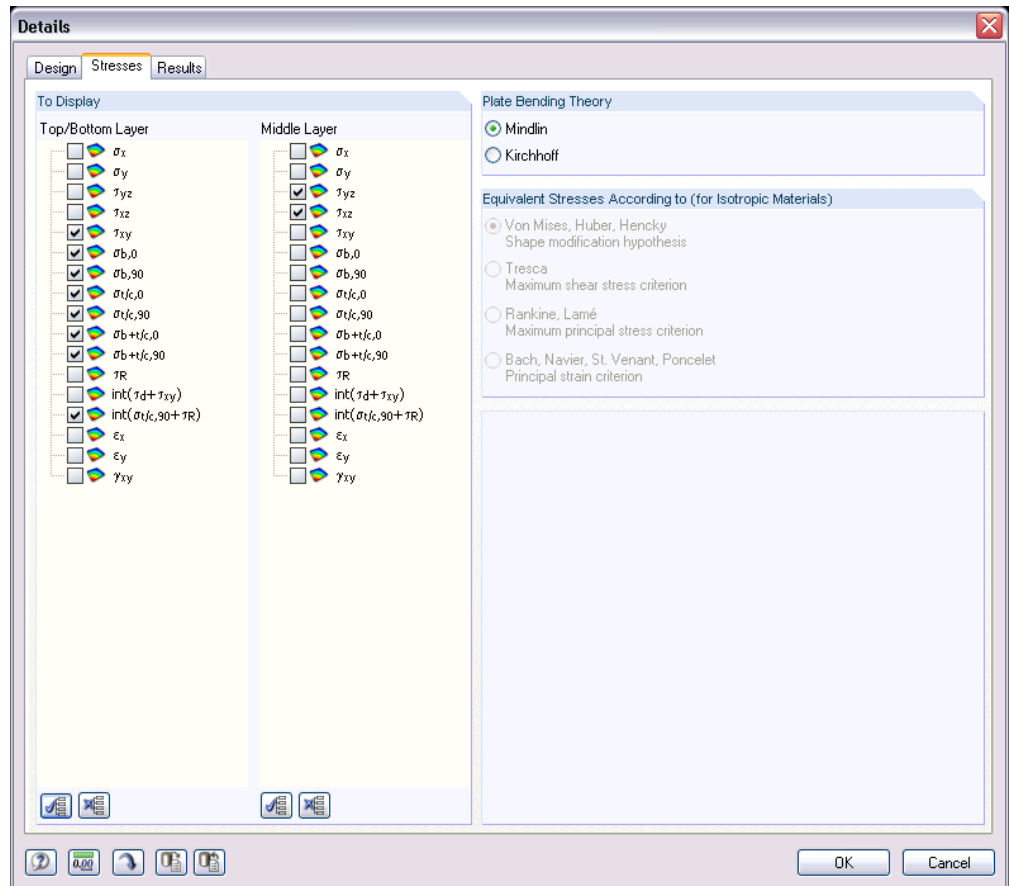 Details
Design Stresses Results
To Display
Top/Bottom Layer
σx
σy
τyz
τxz
τxy
σb,0
σb,90
σt/c,0
σt/c,90
σb+t/c,0
σb+t/c,90
τR
int(τd+τxy)
int(σt/c,90+τR)
εx
εy
γxy
Middle Layer
σx
σy
τyz
τxz
τxy
σb,0
σb,90
σt/c,0
σt/c,90
σb+t/c,0
σb+t/c,90
τR
int(τd+τxy)
int(σt/c,90+τR)
εx
εy
γxy
Plate Bending Theory
Mindlin
Kirchhoff
Equivalent Stresses According to (for Isotropic Materials)
Von Mises, Huber, Hencky
Shape modification hypothesis
Tresca
Maximum shear stress criterion
Rankine, Lamé
Maximum principal stress criterion
Bach, Navier, St. Venant, Poncelet
Principal strain criterion
0.00
OK Cancel